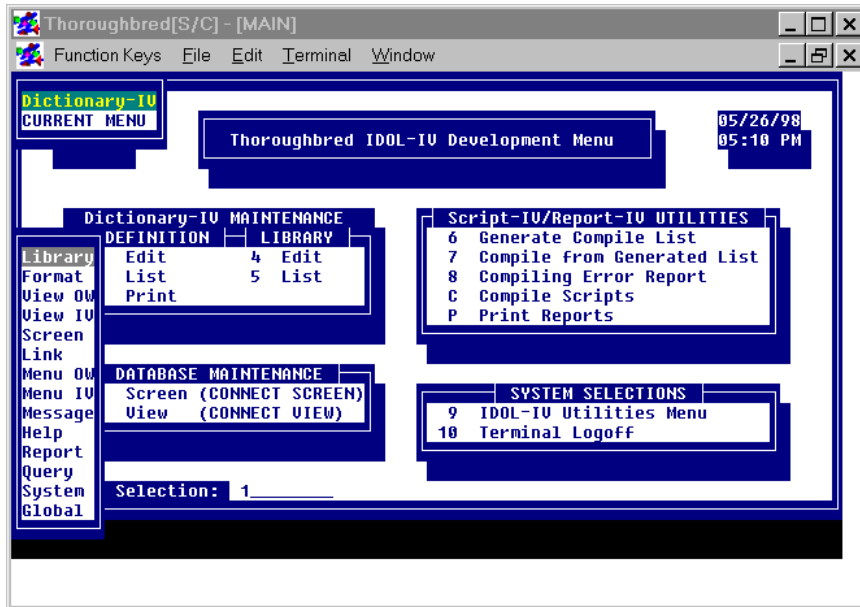 Thoroughbred[S/C] - [MAIN]
Function Keys File Edit Terminal Window
Dictionary-IV
CURRENT MENU
05/26/98
05:10 PM
Thoroughbred IDOL-IV Development Menu
Dictionary-IV MAINTENANCE
DEFINITION LIBRARY
Edit 4 Edit
List 5 List
Print
Library
Format
View OW
View IV
Screen
Link
Menu OW
Menu IV
Message
Help
Report
Query
System
Global
DATABASE MAINTENANCE
Screen (CONNECT SCREEN)
View (CONNECT VIEW)
Selection: 1
Script-IV/Report-IV UTILITIES
6 Generate Compile List
7 Compile from Generated List
8 Compiling Error Report
C Compile Scripts
P Print Reports
SYSTEM SELECTIONS
9 IDOL-IV Utilities Menu
10 Terminal Logoff